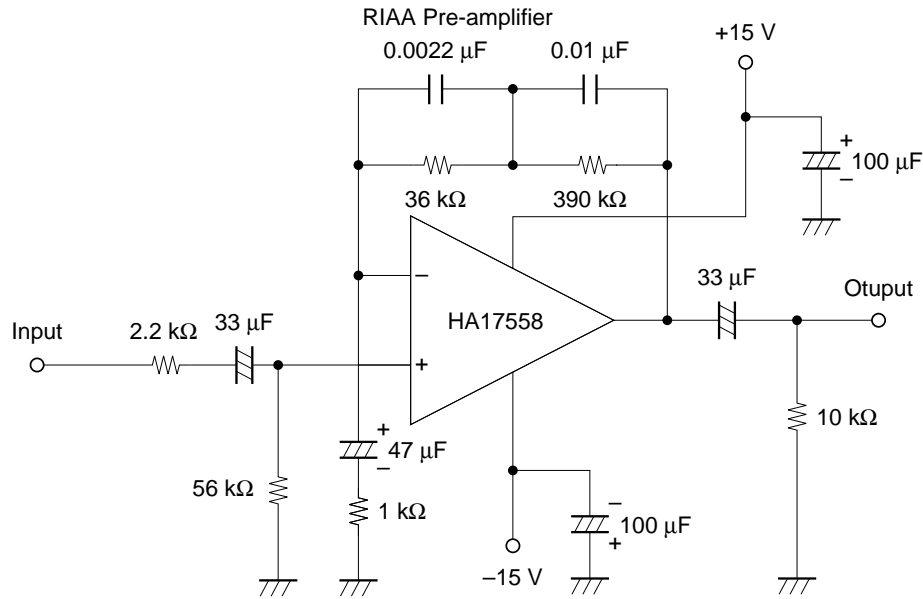 RIAA Pre-amplifier
0.0022 μF
0.01 μF
+15 V
+
100 μF
–
36 kΩ
390 kΩ
–
33 μF
Otuput
HA17558
Input
2.2 kΩ
33 μF
+
+
47 μF
–
10 kΩ
56 kΩ
1 kΩ
–
100 μF
+
–15 V